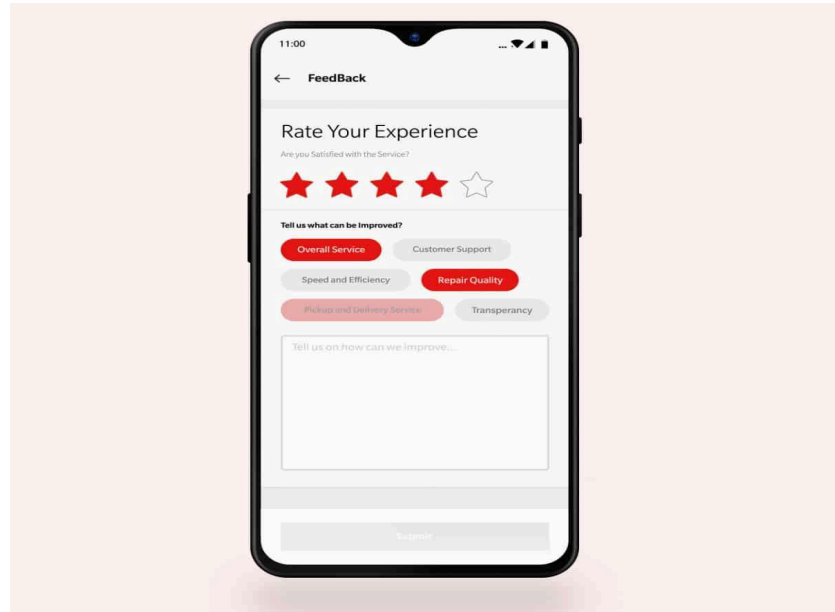 11:00
FeedBack
Rate Your Experience
Are you Satisfied with the Service?
Tell us what can be Improved?
Overall Service Customer Support
Speed and Efficiency Repair Quality
Pickup and Delivery Service Transperancy
Tell us on how can we improve...
Submit